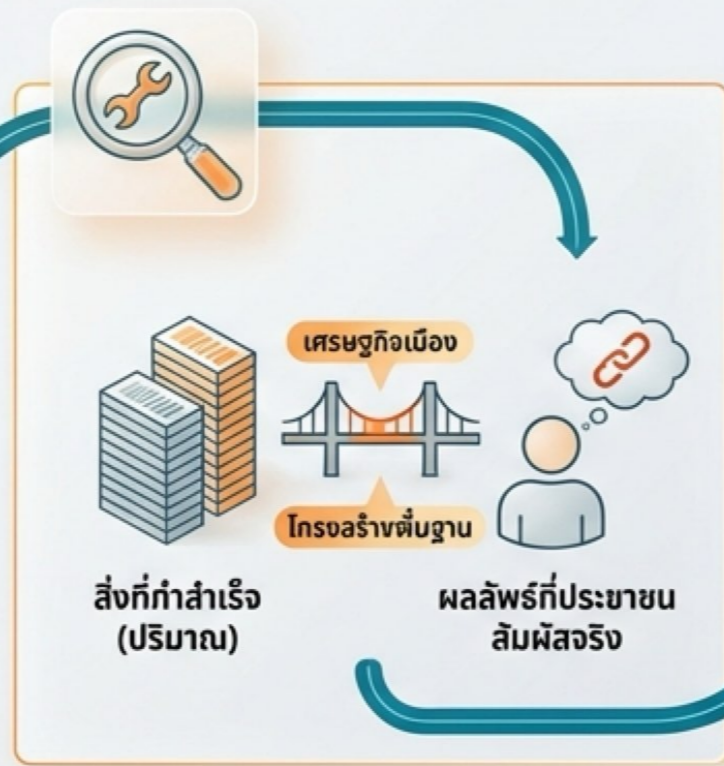 เศรษฐกิจเมือง
โครงสร้างพื้นฐาน
สิ่งที่ทำสำเร็จ
(ปริมาณ)
ผลลัพธ์ที่ประชาชน
สัมผัสจริง